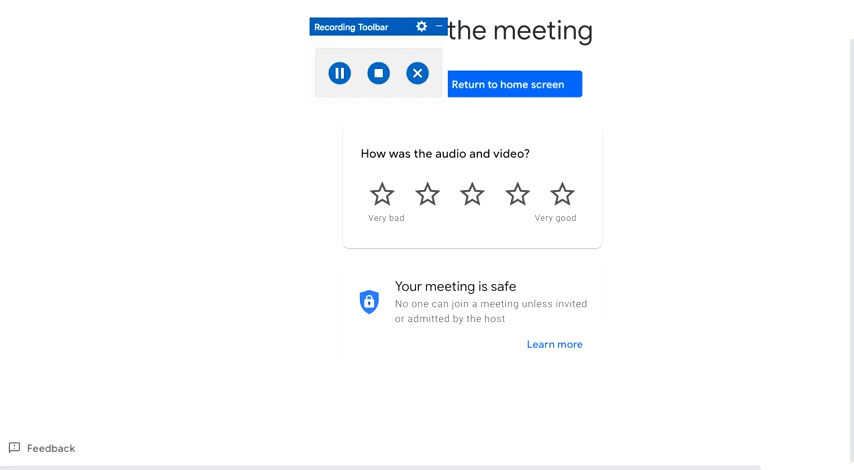 Recording Toolbar
the meeting
Return to home screen
How was the audio and video?
Very bad
Very good
Your meeting is safe
No one can join a meeting unless invited
or admitted by the host
Learn more
Feedback